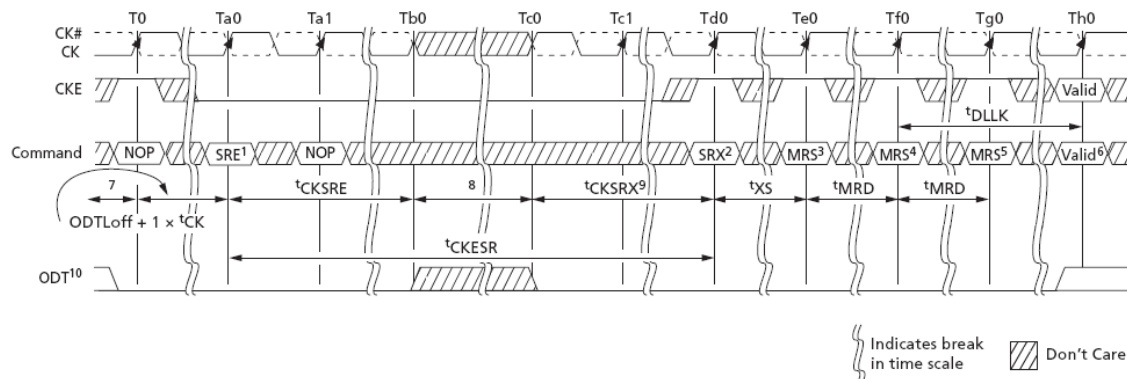 T0 Ta0 Ta1 Tb0 Tc0 Tc1 Td0 Te0 Tf0 Tg0 Th0
CK#
CK
CKE Valid
tDLLK
Command NOP SRE1 NOP SRX2 MRS3 MRS4 MRS5 Valid6
7 tCKSRE 8 tCKSRX9 tXS tMRD tMRD
ODTLoff + 1 × tCK
tCKESR
ODT10
Indicates break
in time scale
Don't Care